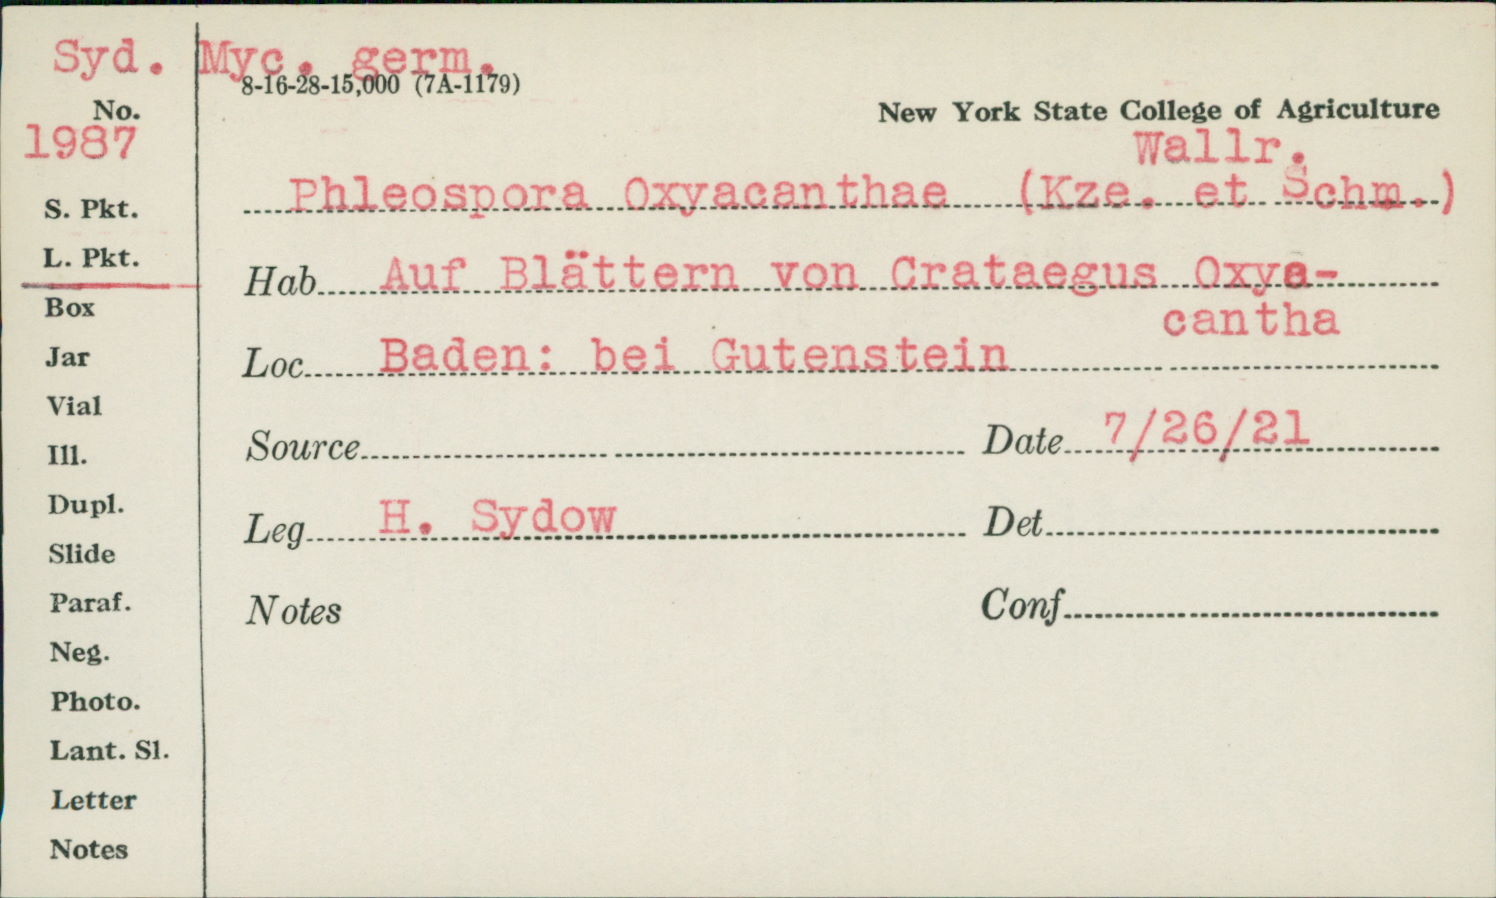 Syd. Myc. germ.
8-16-28-15,000 (7A-1179)
No.
1987
New York State College of Agriculture
Wallr.
Phleospora Oxyacanthae (Kze. et Schm.)
S. Pkt.
L. Pkt.
Hab. Auf Blättern von Crataegus Oxya-
cantha
Box
Jar
Loc. Baden: bei Gutenstein
Vial
Ill.
Source Date 7/26/21
Dupl.
Leg. H. Sydow Det.
Slide
Paraf.
Notes Conf.
Neg.
Photo.
Lant. Sl.
Letter
Notes